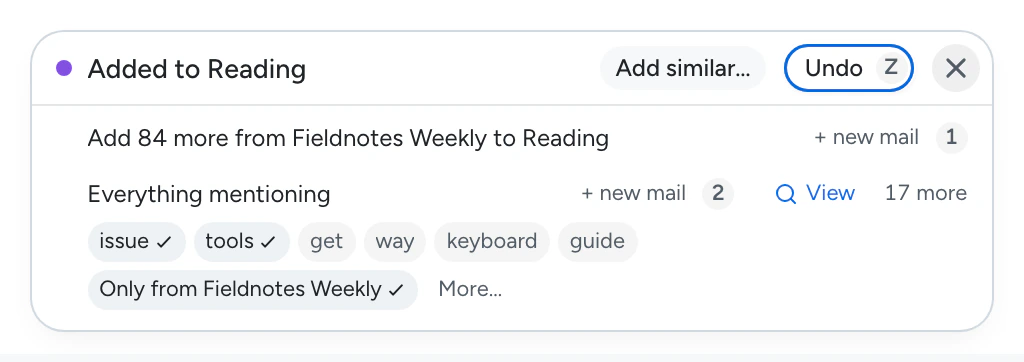 Added to Reading Add similar... Undo Z
Add 84 more from Fieldnotes Weekly to Reading + new mail 1
Everything mentioning + new mail 2 View 17 more
issue ✓ tools ✓ get way keyboard guide
Only from Fieldnotes Weekly ✓ More...